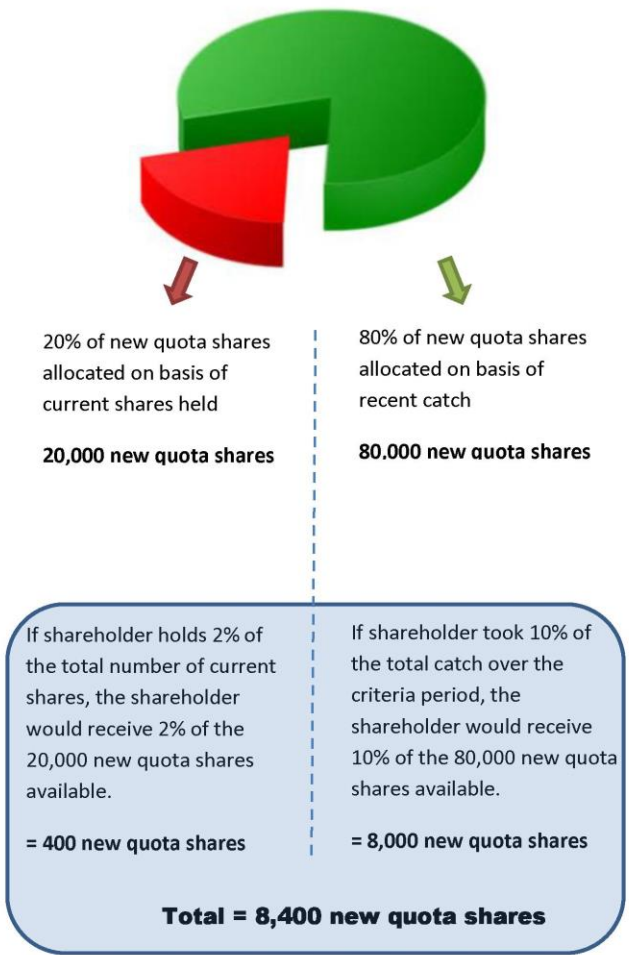 20% of new quota shares
allocated on basis of
current shares held
20,000 new quota shares
80% of new quota shares
allocated on basis of
recent catch
80,000 new quota shares
If shareholder holds 2% of
the total number of current
shares, the shareholder
would receive 2% of the
20,000 new quota shares
available.
= 400 new quota shares
If shareholder took 10% of
the total catch over the
criteria period, the
shareholder would receive
10% of the 80,000 new quota
shares available.
= 8,000 new quota shares
Total = 8,400 new quota shares